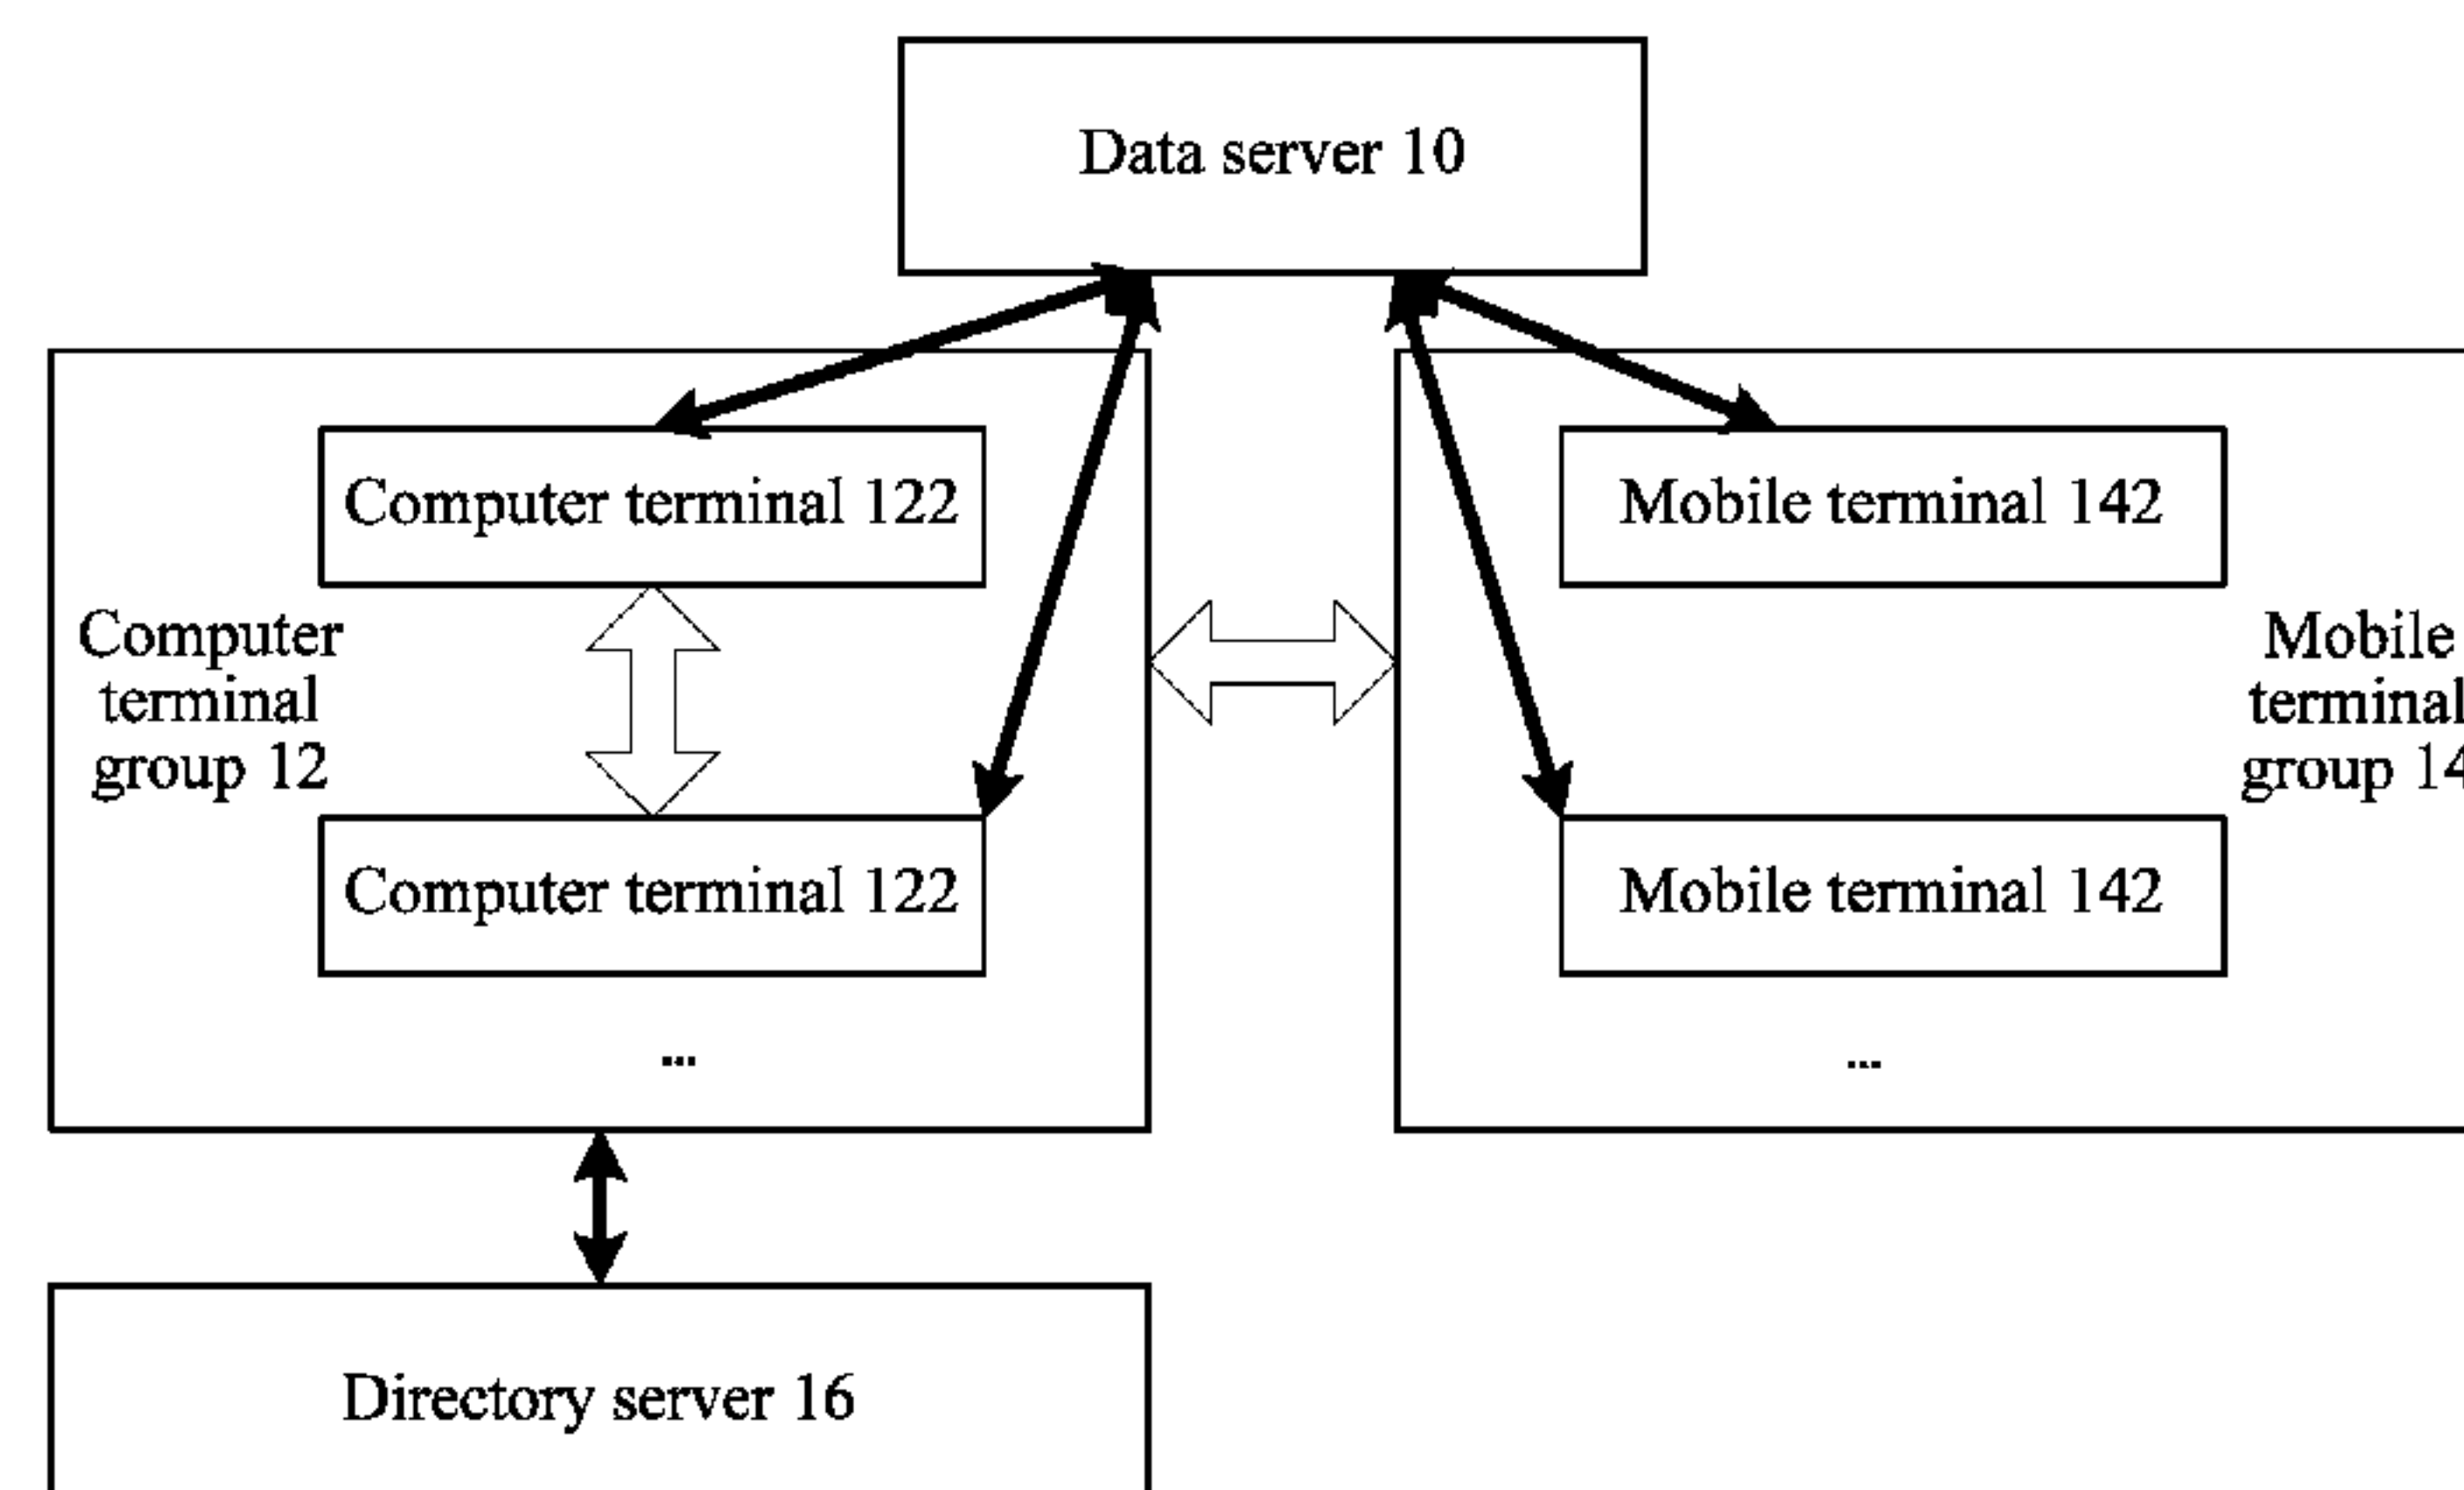 Data server 10
Computer terminal 122
Computer
terminal
group 12
Computer terminal 122
...
Mobile terminal 142
Mobile
terminal
group 14
Mobile terminal 142
...
Directory server 16